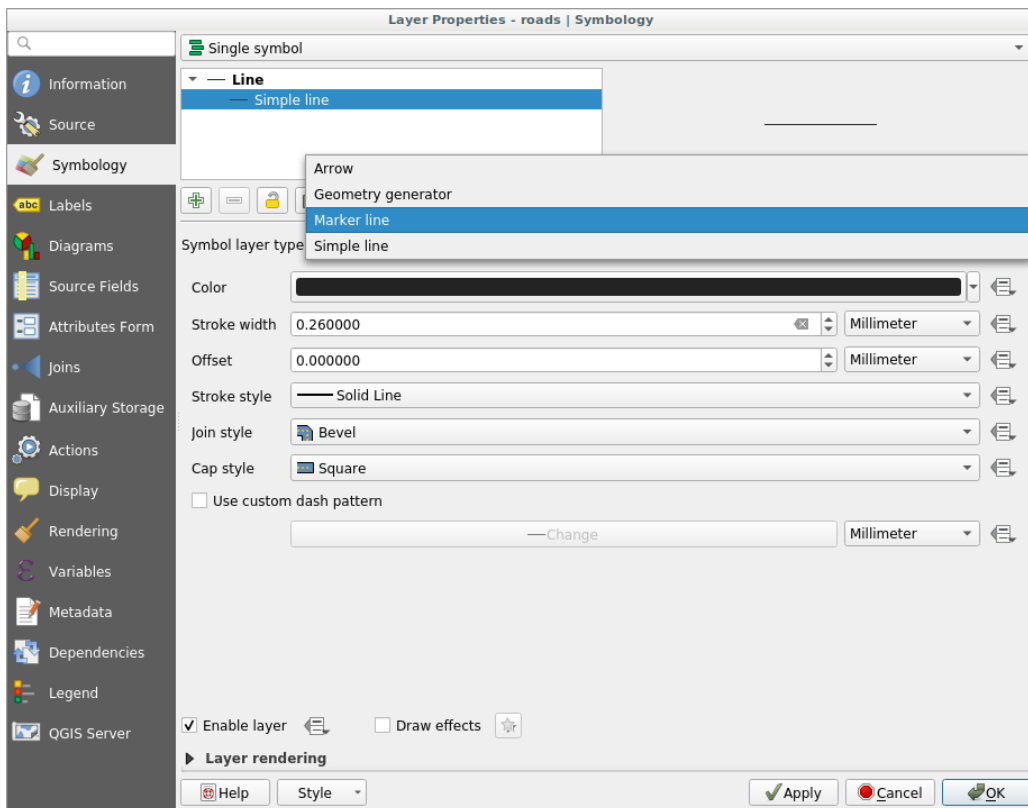 Layer Properties - roads | Symbology
Single symbol
Information
Source
Symbology
abc Labels
Diagrams
Source Fields
Attributes Form
Joins
Auxiliary Storage
Actions
Display
Rendering
Variables
Metadata
Dependencies
Legend
QGIS Server
Line
Simple line
Arrow
Geometry generator
Marker line
Simple line
Symbol layer type
Color
Stroke width 0.260000 Millimeter
Offset 0.000000 Millimeter
Stroke style Solid Line
Join style Bevel
Cap style Square
Use custom dash pattern
Change Millimeter
Enable layer Draw effects
Layer rendering
Help Style Apply Cancel OK